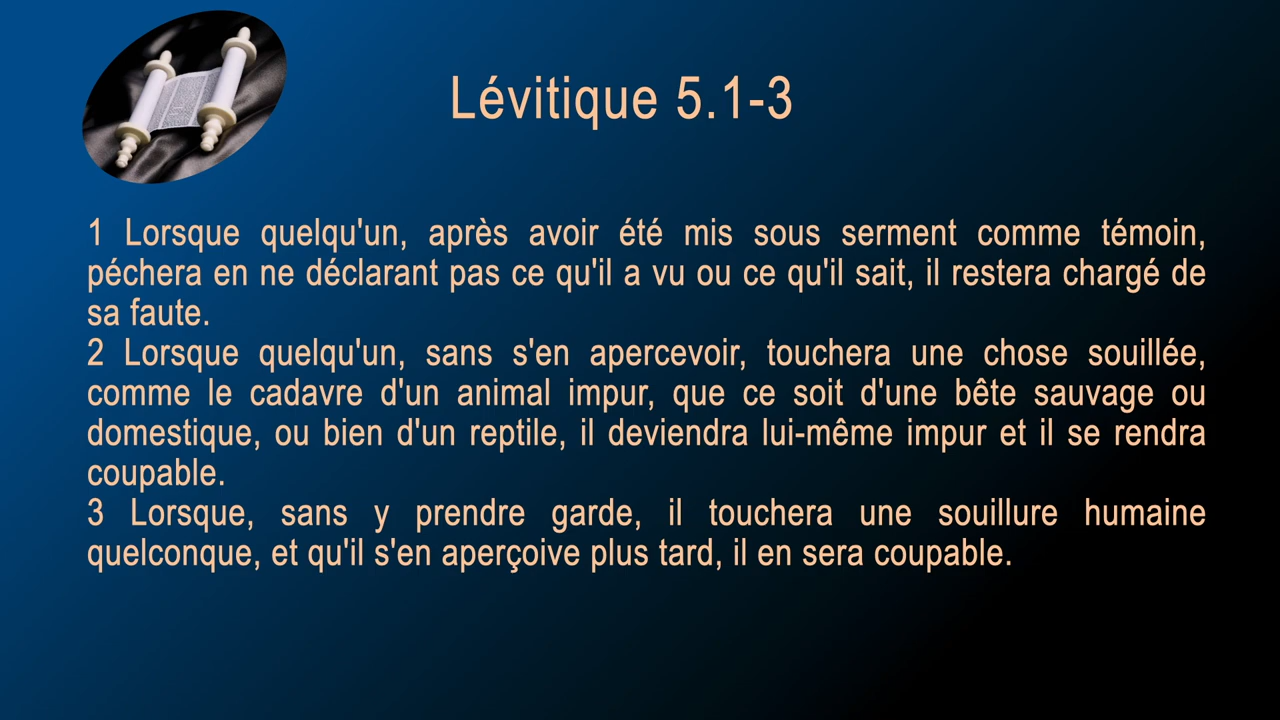 Lévitique 5.1-3
1 Lorsque quelqu'un, après avoir été mis sous serment comme témoin,
péchera en ne déclarant pas ce qu'il a vu ou ce qu'il sait, il restera chargé de
sa faute.
2 Lorsque quelqu'un, sans s'en apercevoir, touchera une chose souillée,
comme le cadavre d'un animal impur, que ce soit d'une bête sauvage ou
domestique, ou bien d'un reptile, il deviendra lui-même impur et il se rendra
coupable.
3 Lorsque, sans y prendre garde, il touchera une souillure humaine
quelconque, et qu'il s'en aperçoive plus tard, il en sera coupable.